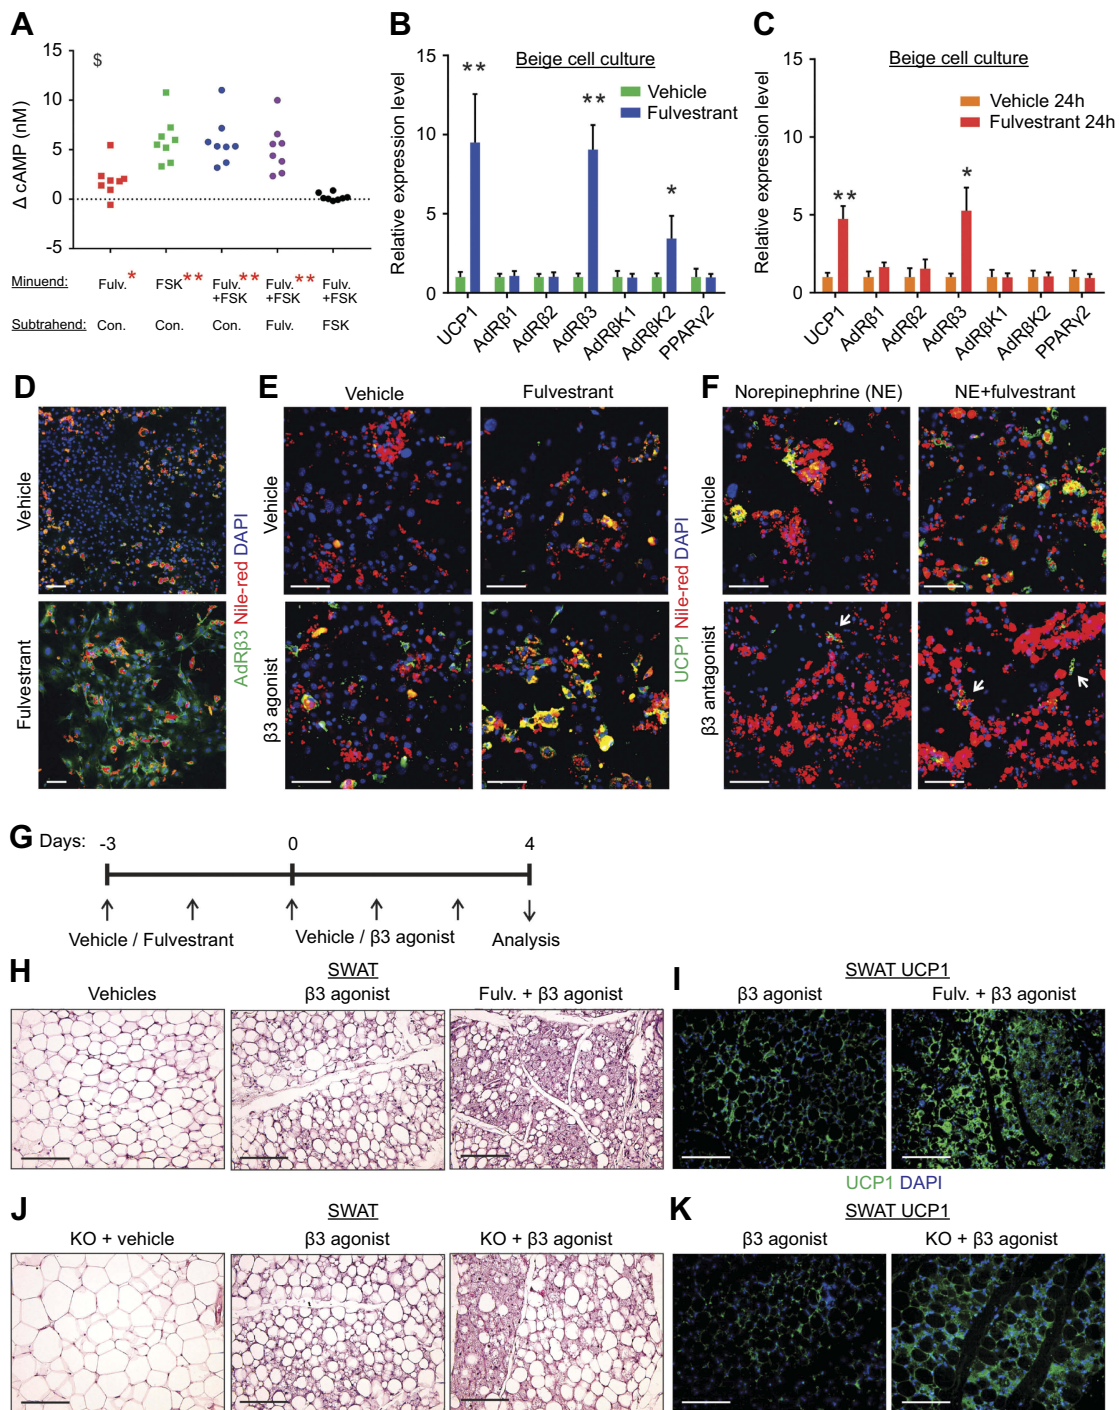 A
15
10
5
0
-5
Δ cAMP (nM)
$
Minuend: Fulv.* FSK** Fulv.** +FSK Fulv.** +FSK Fulv. +FSK
Subtrahend: Con. Con. Con. Fulv. FSK
B
Beige cell culture
Vehicle
Fulvestrant
15
10
5
0
Relative expression level
** ** *
UCP1 AdRβ1 AdRβ2 AdRβ3 AdRβK1 AdRβK2 PPARγ2
C
Beige cell culture
Vehicle 24h
Fulvestrant 24h
15
10
5
0
Relative expression level
** *
UCP1 AdRβ1 AdRβ2 AdRβ3 AdRβK1 AdRβK2 PPARγ2
D
Vehicle
Fulvestrant
AdRβ3 Nile-red DAPI
E
Vehicle Fulvestrant
Vehicle
β3 agonist
UCP1 Nile-red DAPI
F
Norepinephrine (NE) NE+fulvestrant
Vehicle
β3 antagonist
G Days: -3 0 4
Vehicle / Fulvestrant Vehicle / β3 agonist Analysis
H
SWAT
Vehicles β3 agonist Fulv. + β3 agonist
I
SWAT UCP1
β3 agonist Fulv. + β3 agonist
UCP1 DAPI
J
SWAT
KO + vehicle β3 agonist KO + β3 agonist
K
SWAT UCP1
β3 agonist KO + β3 agonist